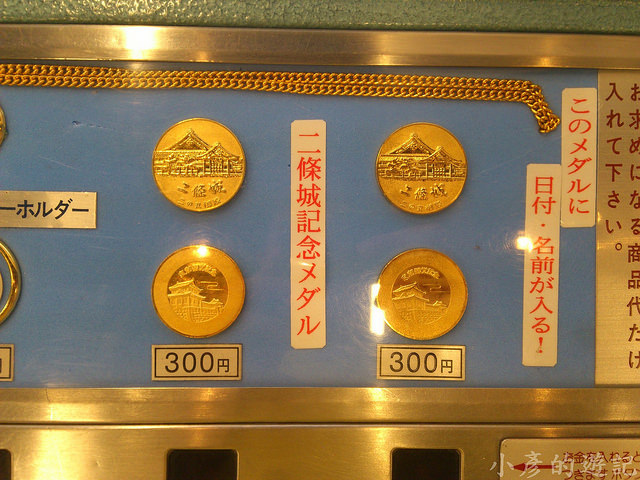 お求めになる商品代だけ
入れて下さい。
このメダルに
日付・名前が入る！
二條城記念メダル
ーホルダー
二條城
二條城
300円
300円
小彥的遊記